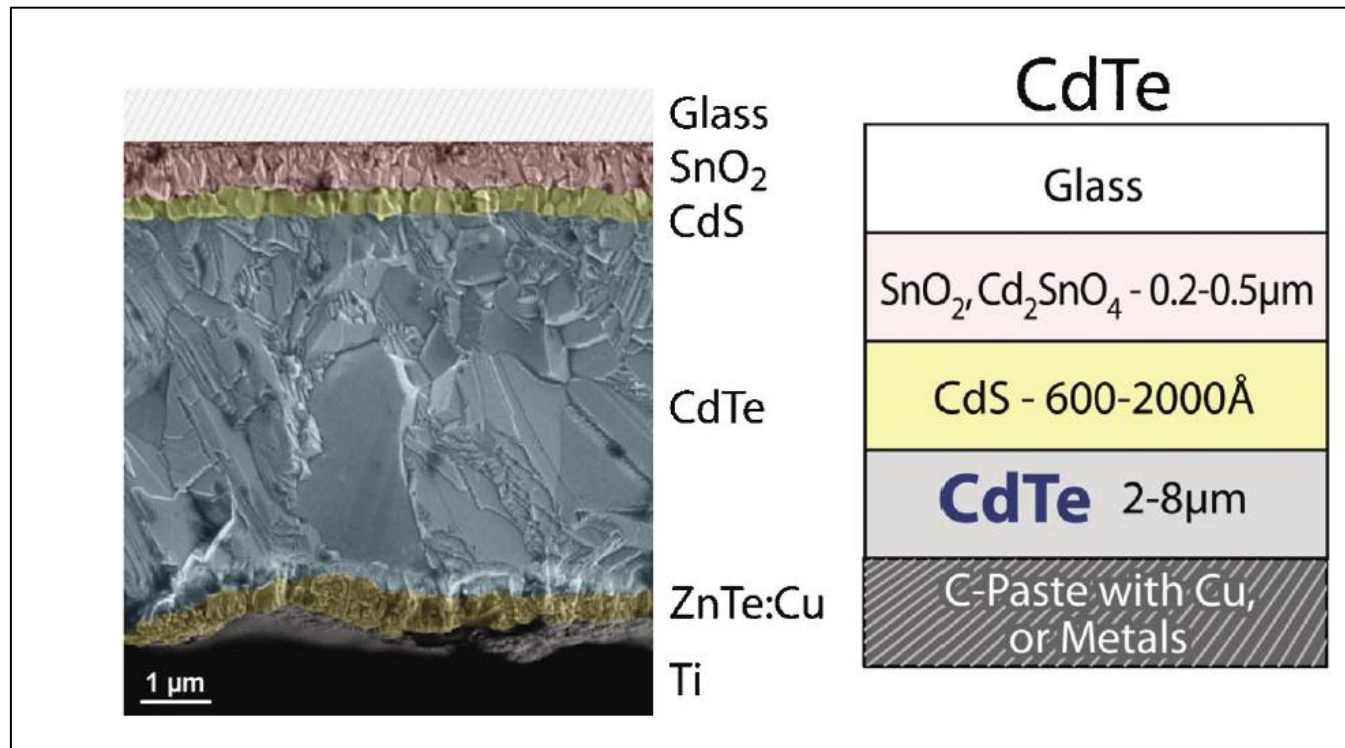 Glass
SnO₂
CdS
CdTe
ZnTe:Cu
Ti
1 µm
CdTe
Glass
SnO₂, Cd₂SnO₄ - 0.2-0.5µm
CdS - 600-2000Å
CdTe 2-8µm
C-Paste with Cu,
or Metals